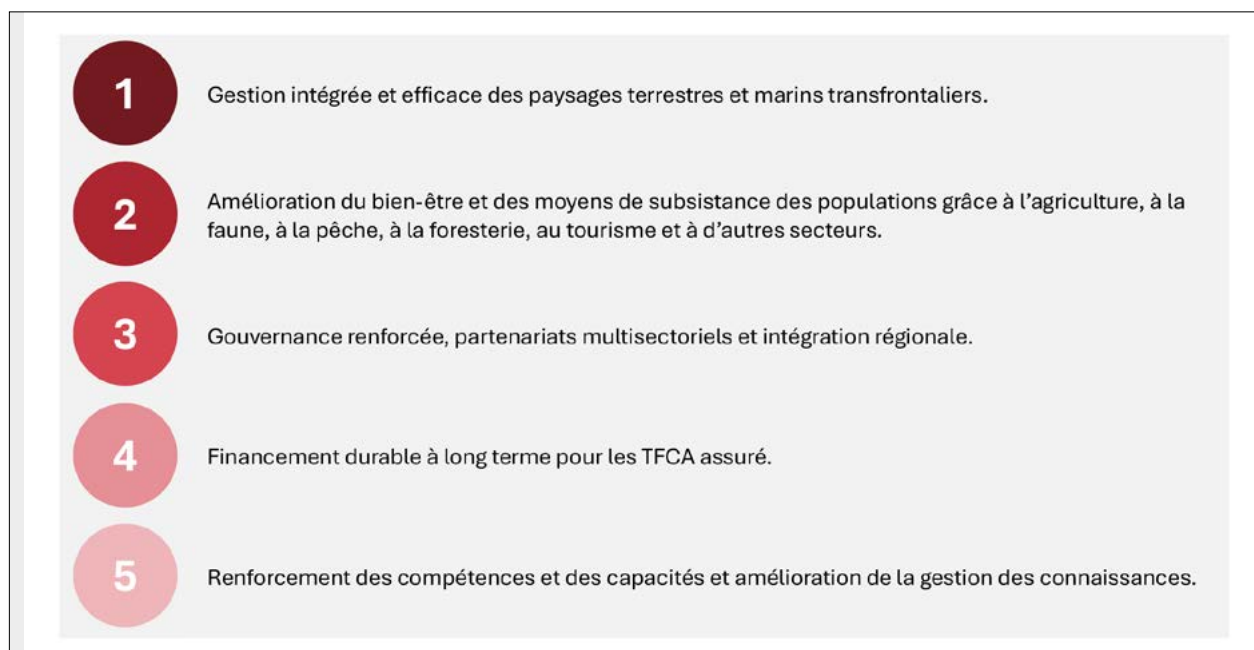 1
Gestion intégrée et efficace des paysages terrestres et marins transfrontaliers.
2
Amélioration du bien-être et des moyens de subsistance des populations grâce à l’agriculture, à la
faune, à la pêche, à la foresterie, au tourisme et à d’autres secteurs.
3
Gouvernance renforcée, partenariats multisectoriels et intégration régionale.
4
Financement durable à long terme pour les TFCA assuré.
5
Renforcement des compétences et des capacités et amélioration de la gestion des connaissances.